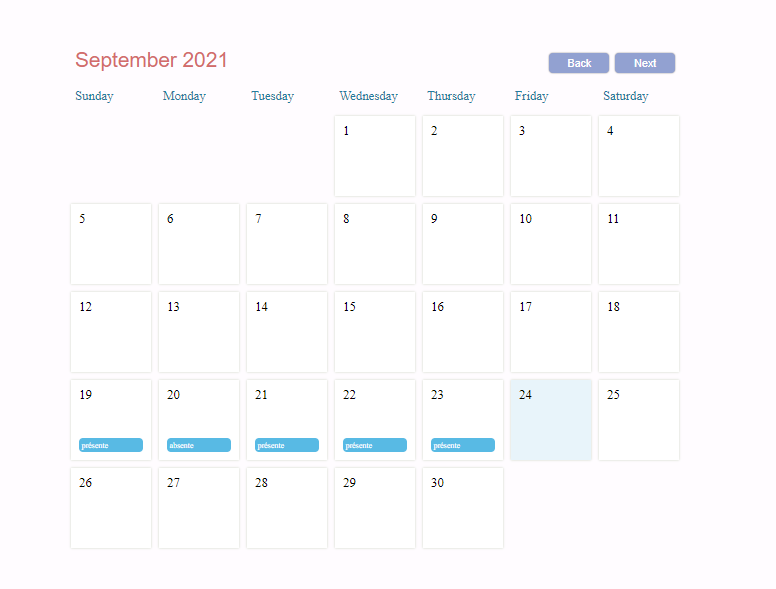 September 2021
Back Next
Sunday Monday Tuesday Wednesday Thursday Friday Saturday
1 2 3 4
5 6 7 8 9 10 11
12 13 14 15 16 17 18
19 20 21 22 23 24 25
présente absente présente présente présente
26 27 28 29 30